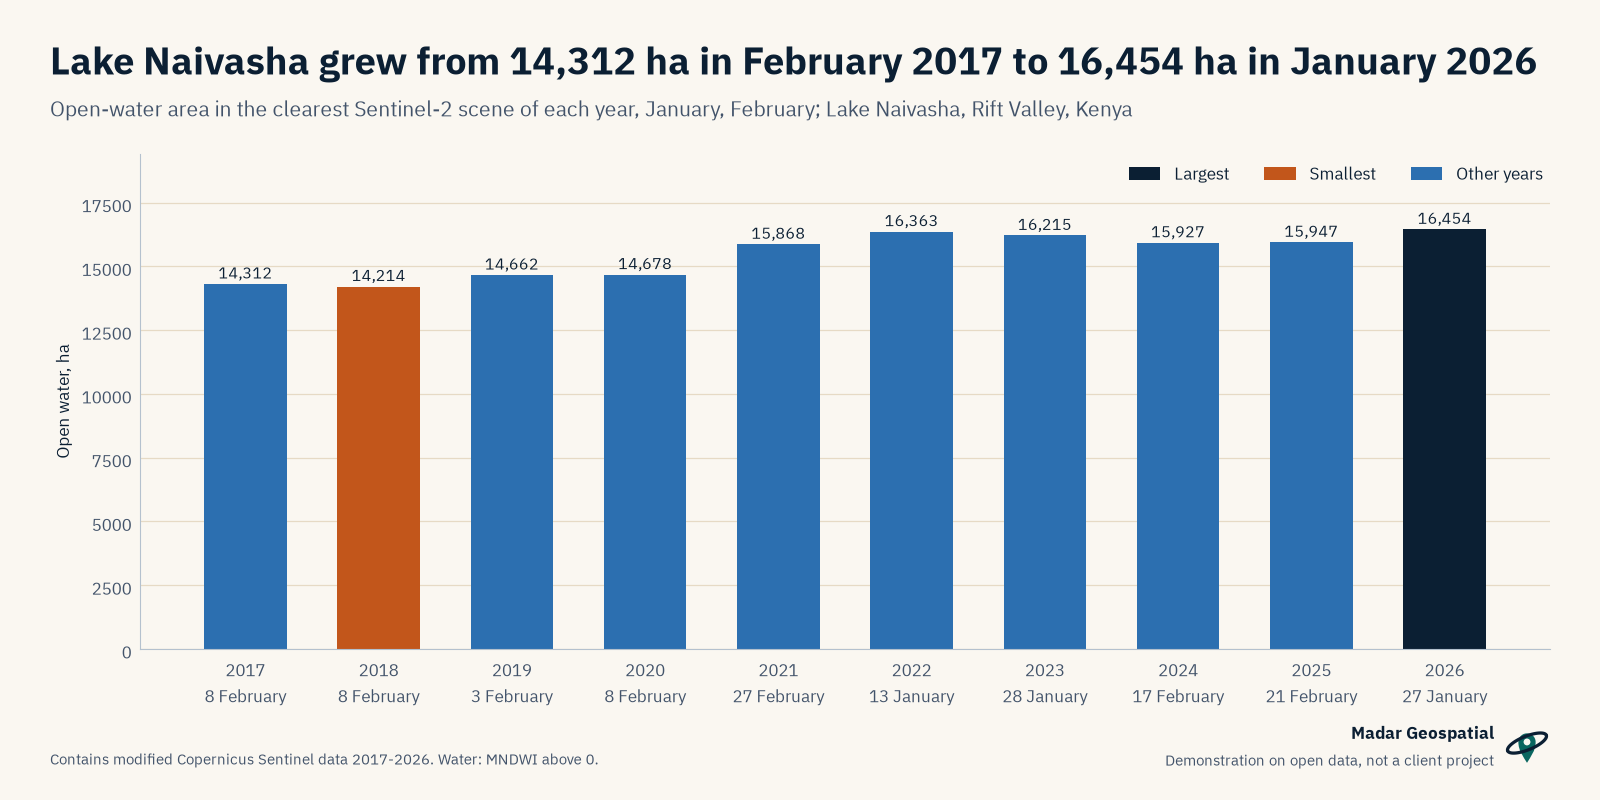 Lake Naivasha grew from 14,312 ha in February 2017 to 16,454 ha in January 2026
Open-water area in the clearest Sentinel-2 scene of each year, January, February; Lake Naivasha, Rift Valley, Kenya
Largest Smallest Other years
Open water, ha
17500
15000
12500
10000
7500
5000
2500
0
14,312 14,214 14,662 14,678 15,868 16,363 16,215 15,927 15,947 16,454
2017 2018 2019 2020 2021 2022 2023 2024 2025 2026
8 February 8 February 3 February 8 February 27 February 13 January 28 January 17 February 21 February 27 January
Contains modified Copernicus Sentinel data 2017-2026. Water: MNDWI above 0.
Madar Geospatial
Demonstration on open data, not a client project